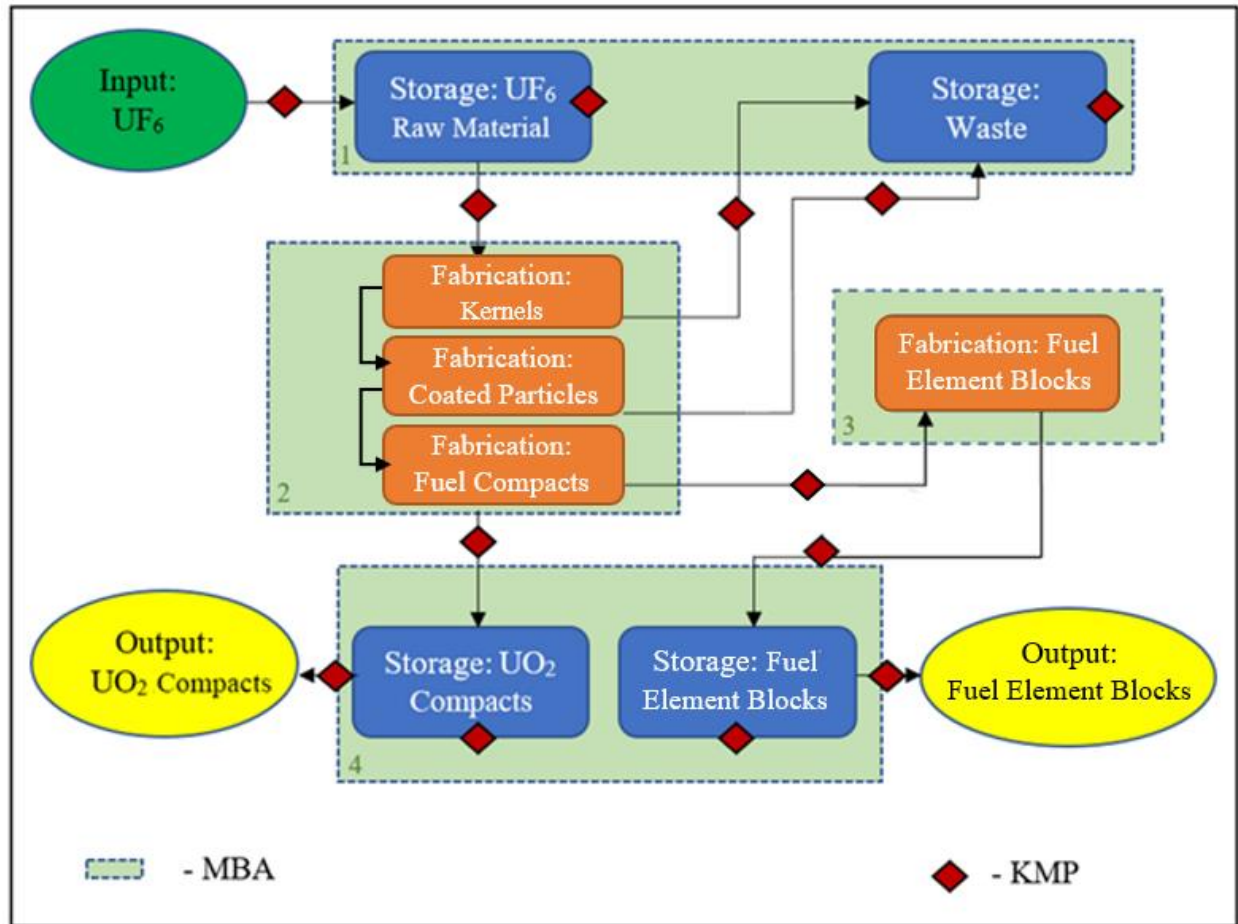 Input:
UF₆
Storage: UF₆
Raw Material
Storage:
Waste
1
Fabrication:
Kernels
Fabrication:
Coated Particles
Fabrication:
Fuel Compacts
2
Fabrication: Fuel
Element Blocks
3
Output:
UO₂ Compacts
Storage: UO₂
Compacts
Storage: Fuel
Element Blocks
Output:
Fuel Element Blocks
4
- MBA
- KMP